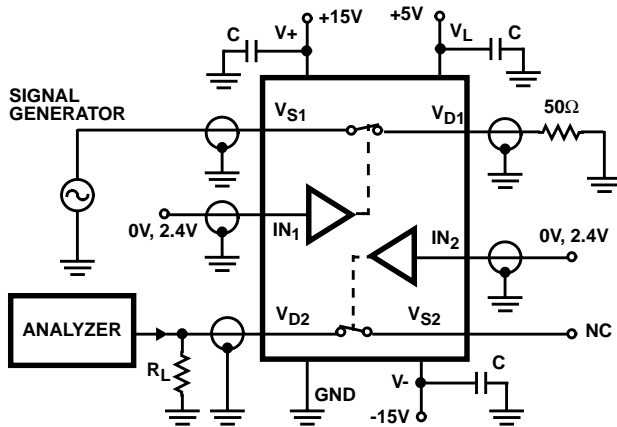 +15V
+5V
C
V+
VL
C
SIGNAL
GENERATOR
VS1
VD1
50Ω
0V, 2.4V
IN1
IN2
0V, 2.4V
ANALYZER
VD2
VS2
NC
RL
GND
V-
C
-15V